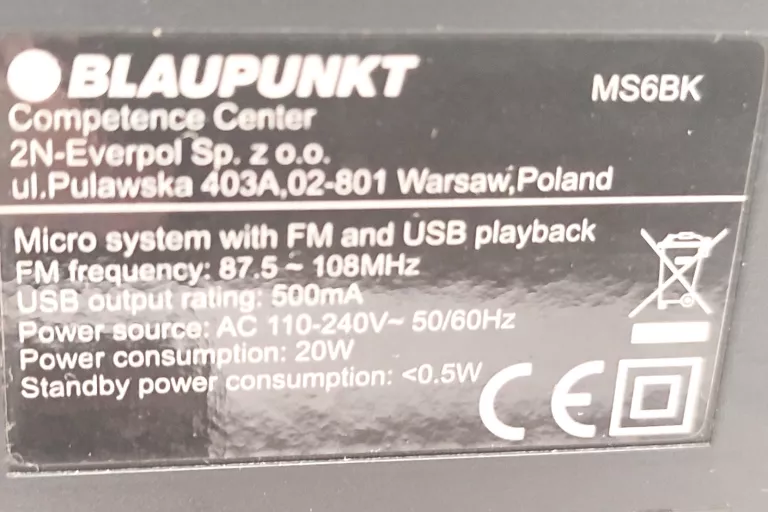 BLAUPUNKT
MS6BK
Competence Center
2N-Everpol Sp. z o.o.
ul.Pulawska 403A,02-801 Warsaw,Poland
Micro system with FM and USB playback
FM frequency: 87.5 ~ 108MHz
USB output rating: 500mA
Power source: AC 110-240V~ 50/60Hz
Power consumption: 20W
Standby power consumption: <0.5W
CE